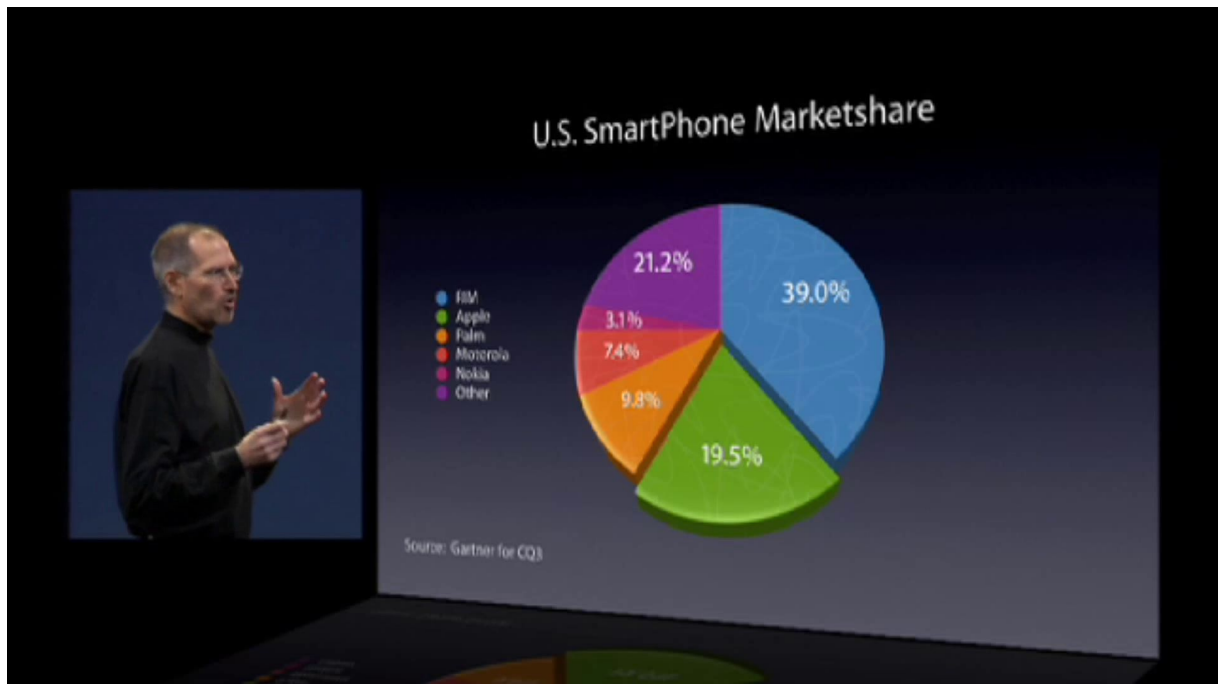 U.S. SmartPhone Marketshare
21.2%
39.0%
3.1%
7.4%
9.8%
19.5%
RIM
Apple
Palm
Motorola
Nokia
Other
Source: Gartner for CQ3